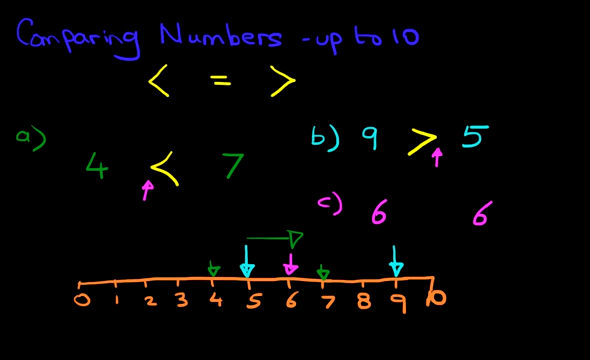 Comparing Numbers - up to 10
< = >
a) 4 < 7
b) 9 > 5
c) 6 6
0 1 2 3 4 5 6 7 8 9 10